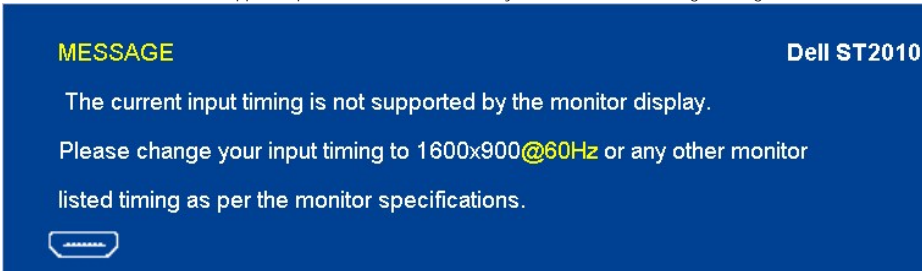 MESSAGE Dell ST2010
The current input timing is not supported by the monitor display.
Please change your input timing to 1600x900@60Hz or any other monitor
listed timing as per the monitor specifications.